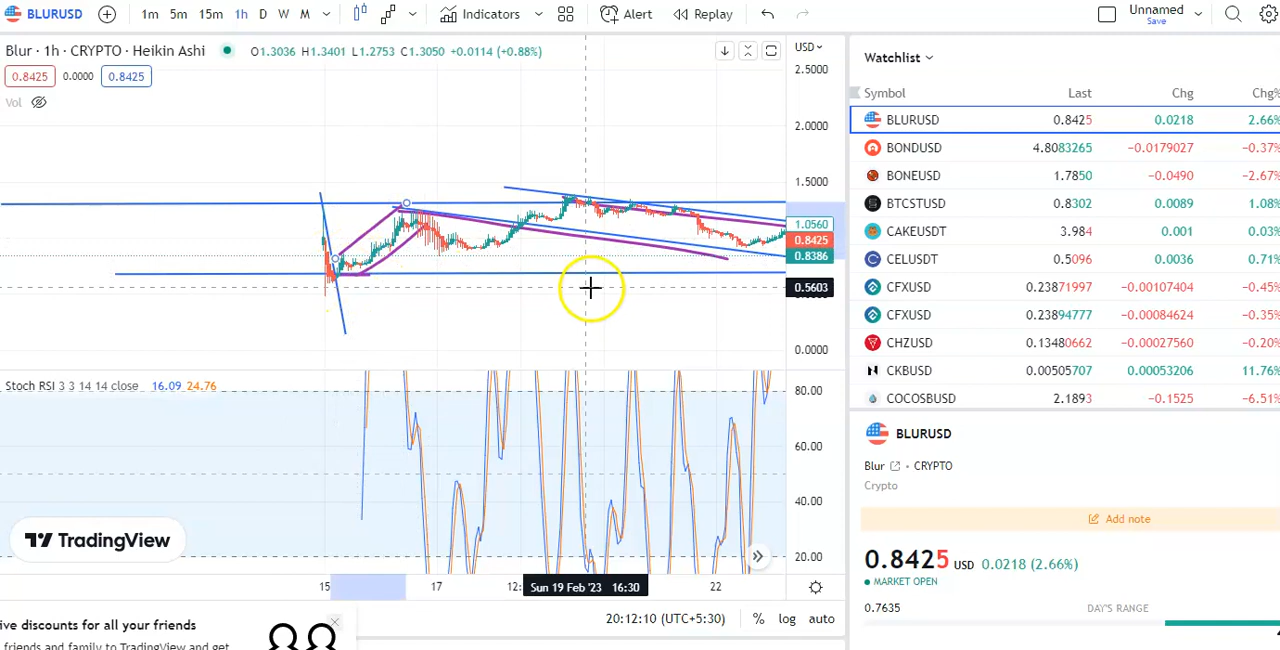 BLURUSD 1m 5m 15m 1h D W M Indicators Alert Replay Unnamed
Save
Blur · 1h · CRYPTO · Heikin Ashi O1.3036 H1.3401 L1.2753 C1.3050 +0.0114 (+0.88%)
USD
0.8425 0.0000 0.8425
Vol
2.5000
2.0000
1.5000
1.0560
0.8425
0.8386
0.5603
0.0000
Stoch RSI 3 3 14 14 close 16.09 24.76
80.00
60.00
40.00
20.00
TradingView
15 17 12: Sun 19 Feb '23 16:30 22
20:12:10 (UTC+5:30) % log auto
ive discounts for all your friends
friends and family to TradingView and get
Watchlist
Symbol Last Chg Chg%
BLURUSD 0.8425 0.0218 2.66%
BONDUSD 4.8083265 −0.0179027 −0.37%
BONEUSD 1.7850 −0.0490 −2.67%
BTCSTUSD 0.8302 0.0089 1.08%
CAKEUSDT 3.984 0.001 0.03%
CELUSDT 0.5096 0.0036 0.71%
CFXUSD 0.23871997 −0.00107404 −0.45%
CFXUSD 0.23894777 −0.00084624 −0.35%
CHZUSD 0.13480662 −0.00027560 −0.20%
CKBUSD 0.00505707 0.00053206 11.76%
COCOSBUSD 2.1893 −0.1525 −6.51%
BLURUSD
Blur · CRYPTO
Crypto
Add note
0.8425 USD 0.0218 (2.66%)
MARKET OPEN
0.7635 DAY'S RANGE